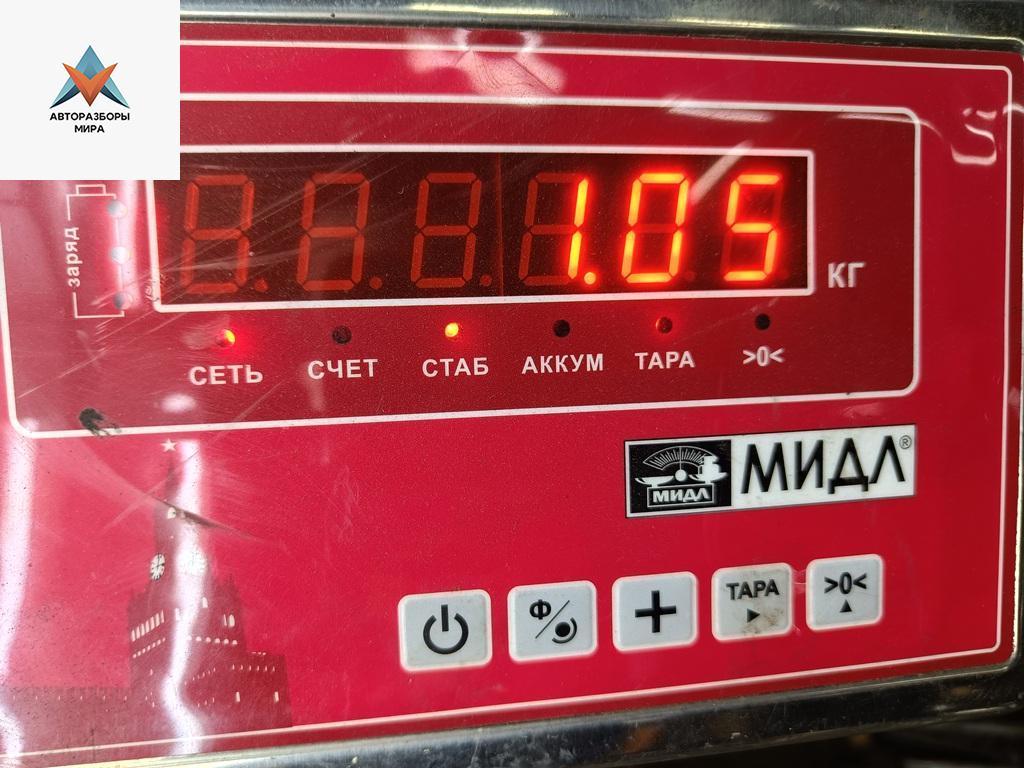 АВТОРАЗБОРЫ
МИРА
заряд
1.05
КГ
СЕТЬ
СЧЕТ
СТАБ
АККУМ
ТАРА
>0<
МИДЛ
МИДЛ®
Ф
ТАРА
>0<